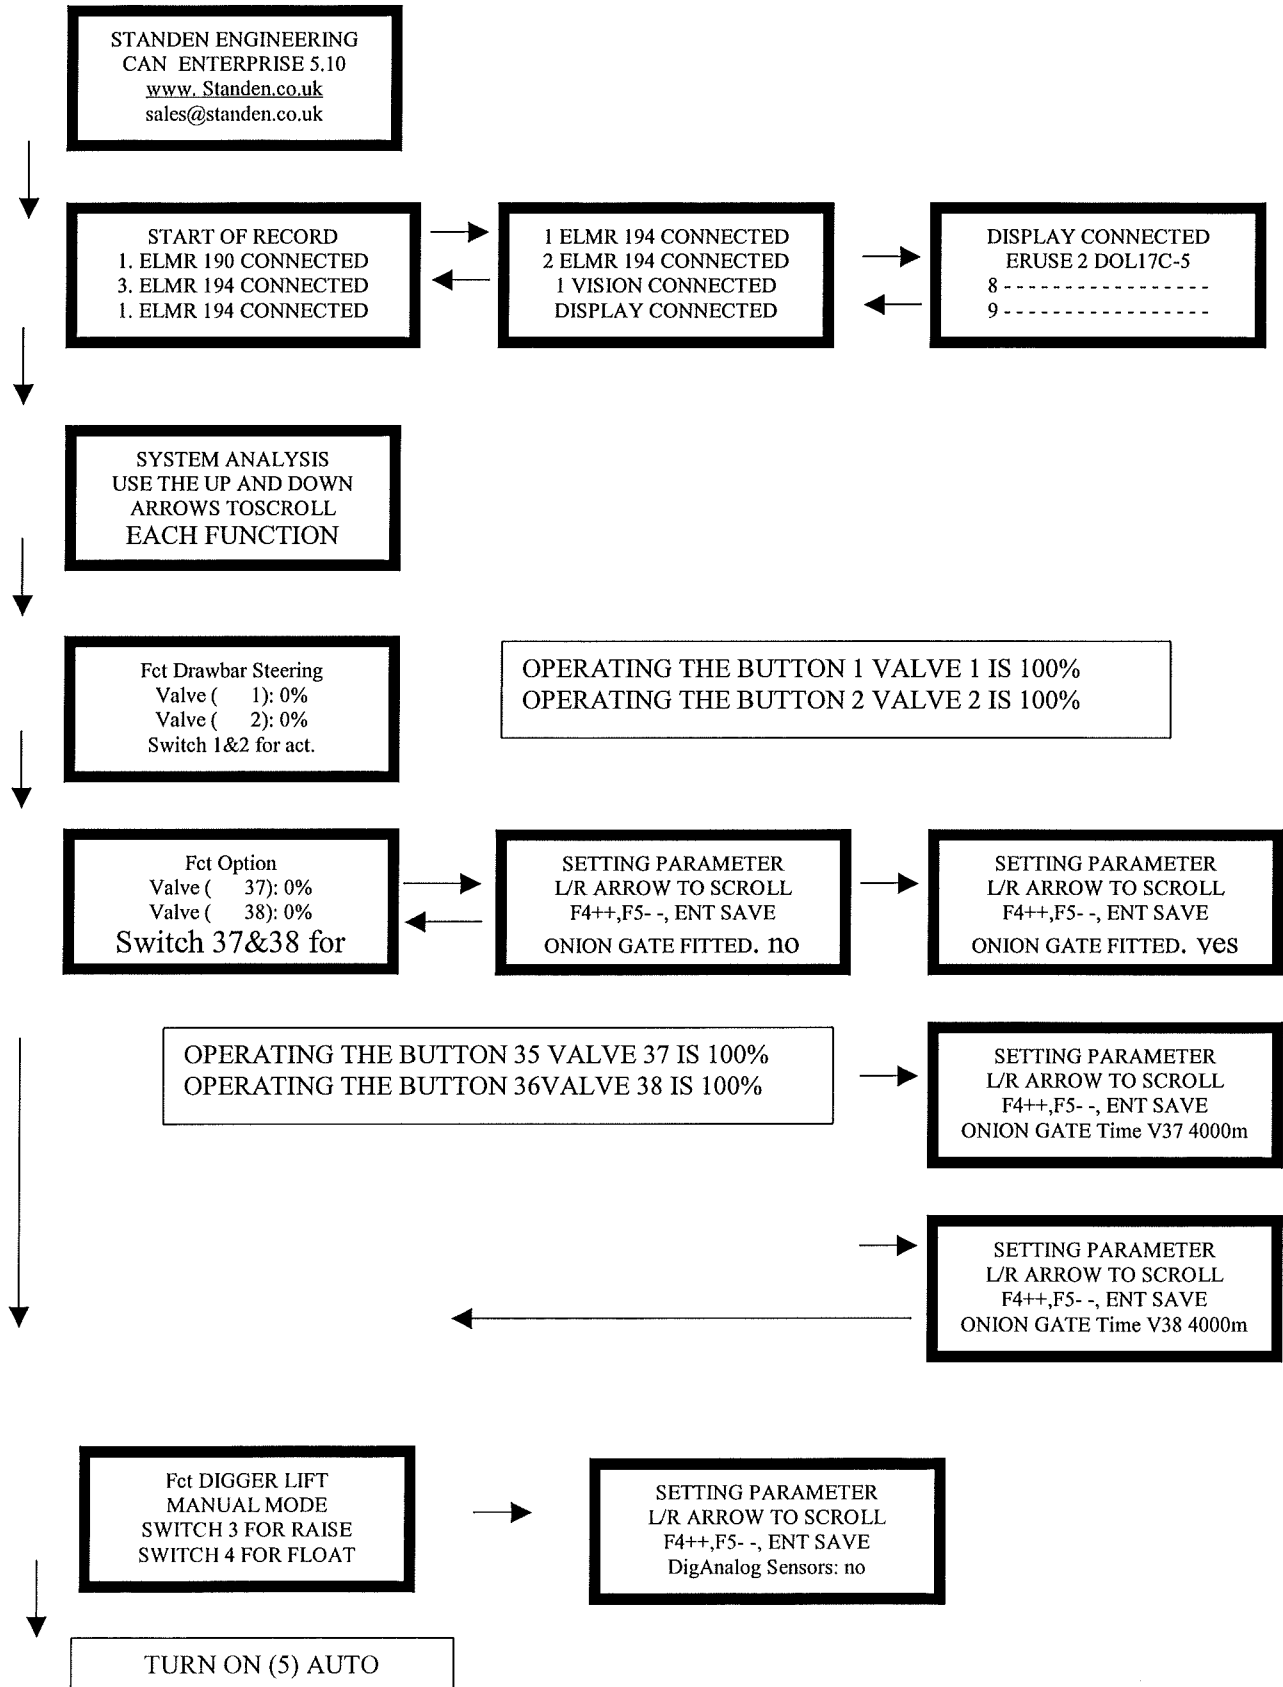 STANDEN ENGINEERING
CAN ENTERPRISE 5.10
www. Standen.co.uk
sales@standen.co.uk
START OF RECORD
1. ELMR 190 CONNECTED
3. ELMR 194 CONNECTED
1. ELMR 194 CONNECTED
1 ELMR 194 CONNECTED
2 ELMR 194 CONNECTED
1 VISION CONNECTED
DISPLAY CONNECTED
DISPLAY CONNECTED
ERUSE 2 DOL17C-5
8 - - - - - - - - - - - - - - - - -
9 - - - - - - - - - - - - - - - - -
SYSTEM ANALYSIS
USE THE UP AND DOWN
ARROWS TOSCROLL
EACH FUNCTION
Fct Drawbar Steering
Valve ( 1): 0%
Valve ( 2): 0%
Switch 1&2 for act.
OPERATING THE BUTTON 1 VALVE 1 IS 100%
OPERATING THE BUTTON 2 VALVE 2 IS 100%
Fct Option
Valve ( 37): 0%
Valve ( 38): 0%
Switch 37&38 for
SETTING PARAMETER
L/R ARROW TO SCROLL
F4++,F5- -, ENT SAVE
ONION GATE FITTED. no
SETTING PARAMETER
L/R ARROW TO SCROLL
F4++,F5- -, ENT SAVE
ONION GATE FITTED. yes
OPERATING THE BUTTON 35 VALVE 37 IS 100%
OPERATING THE BUTTON 36VALVE 38 IS 100%
SETTING PARAMETER
L/R ARROW TO SCROLL
F4++,F5- -, ENT SAVE
ONION GATE Time V37 4000m
SETTING PARAMETER
L/R ARROW TO SCROLL
F4++,F5- -, ENT SAVE
ONION GATE Time V38 4000m
Fct DIGGER LIFT
MANUAL MODE
SWITCH 3 FOR RAISE
SWITCH 4 FOR FLOAT
SETTING PARAMETER
L/R ARROW TO SCROLL
F4++,F5- -, ENT SAVE
DigAnalog Sensors: no
TURN ON (5) AUTO